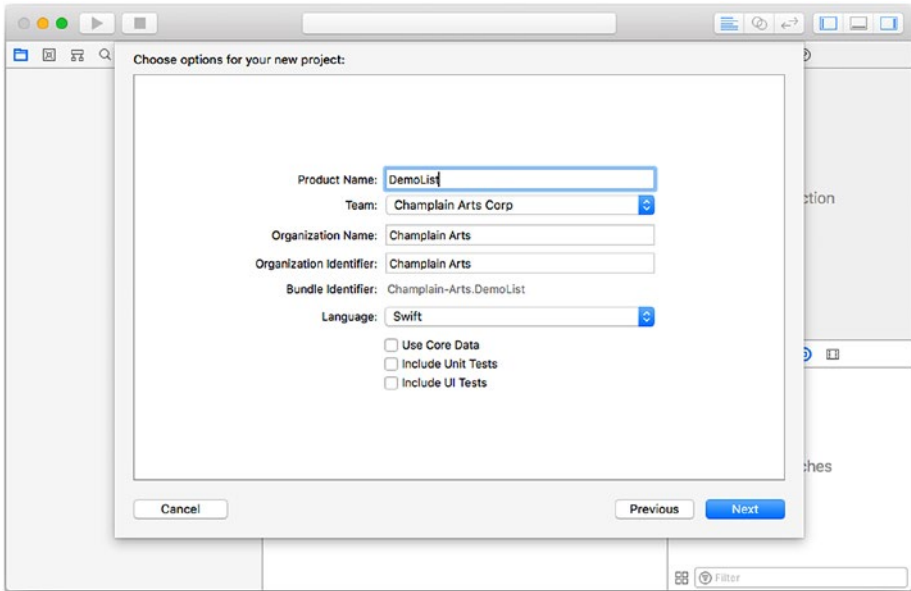 Choose options for your new project:
Product Name: DemoList
Team: Champlain Arts Corp
ction
Organization Name: Champlain Arts
Organization Identifier: Champlain Arts
Bundle Identifier: Champlain-Arts.DemoList
Language: Swift
Use Core Data
Include Unit Tests
Include UI Tests
ches
Cancel Previous Next
Filter